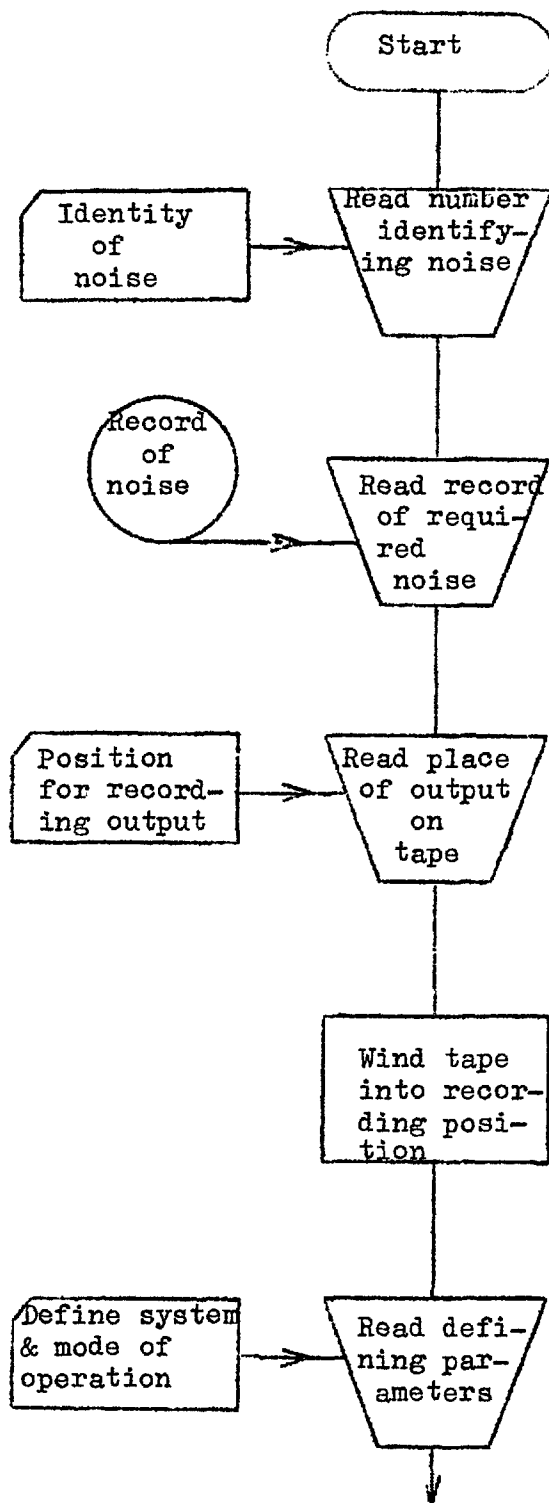 Start
Identity
of
noise
Read number
identify-
ing noise
Record
of
noise
Read record
of requi-
red
noise
Position
for record-
ing output
Read place
of output
on
tape
Wind tape
into recor-
ding posi-
tion
Define system
& mode of
operation
Read defi-
ning par-
ameters